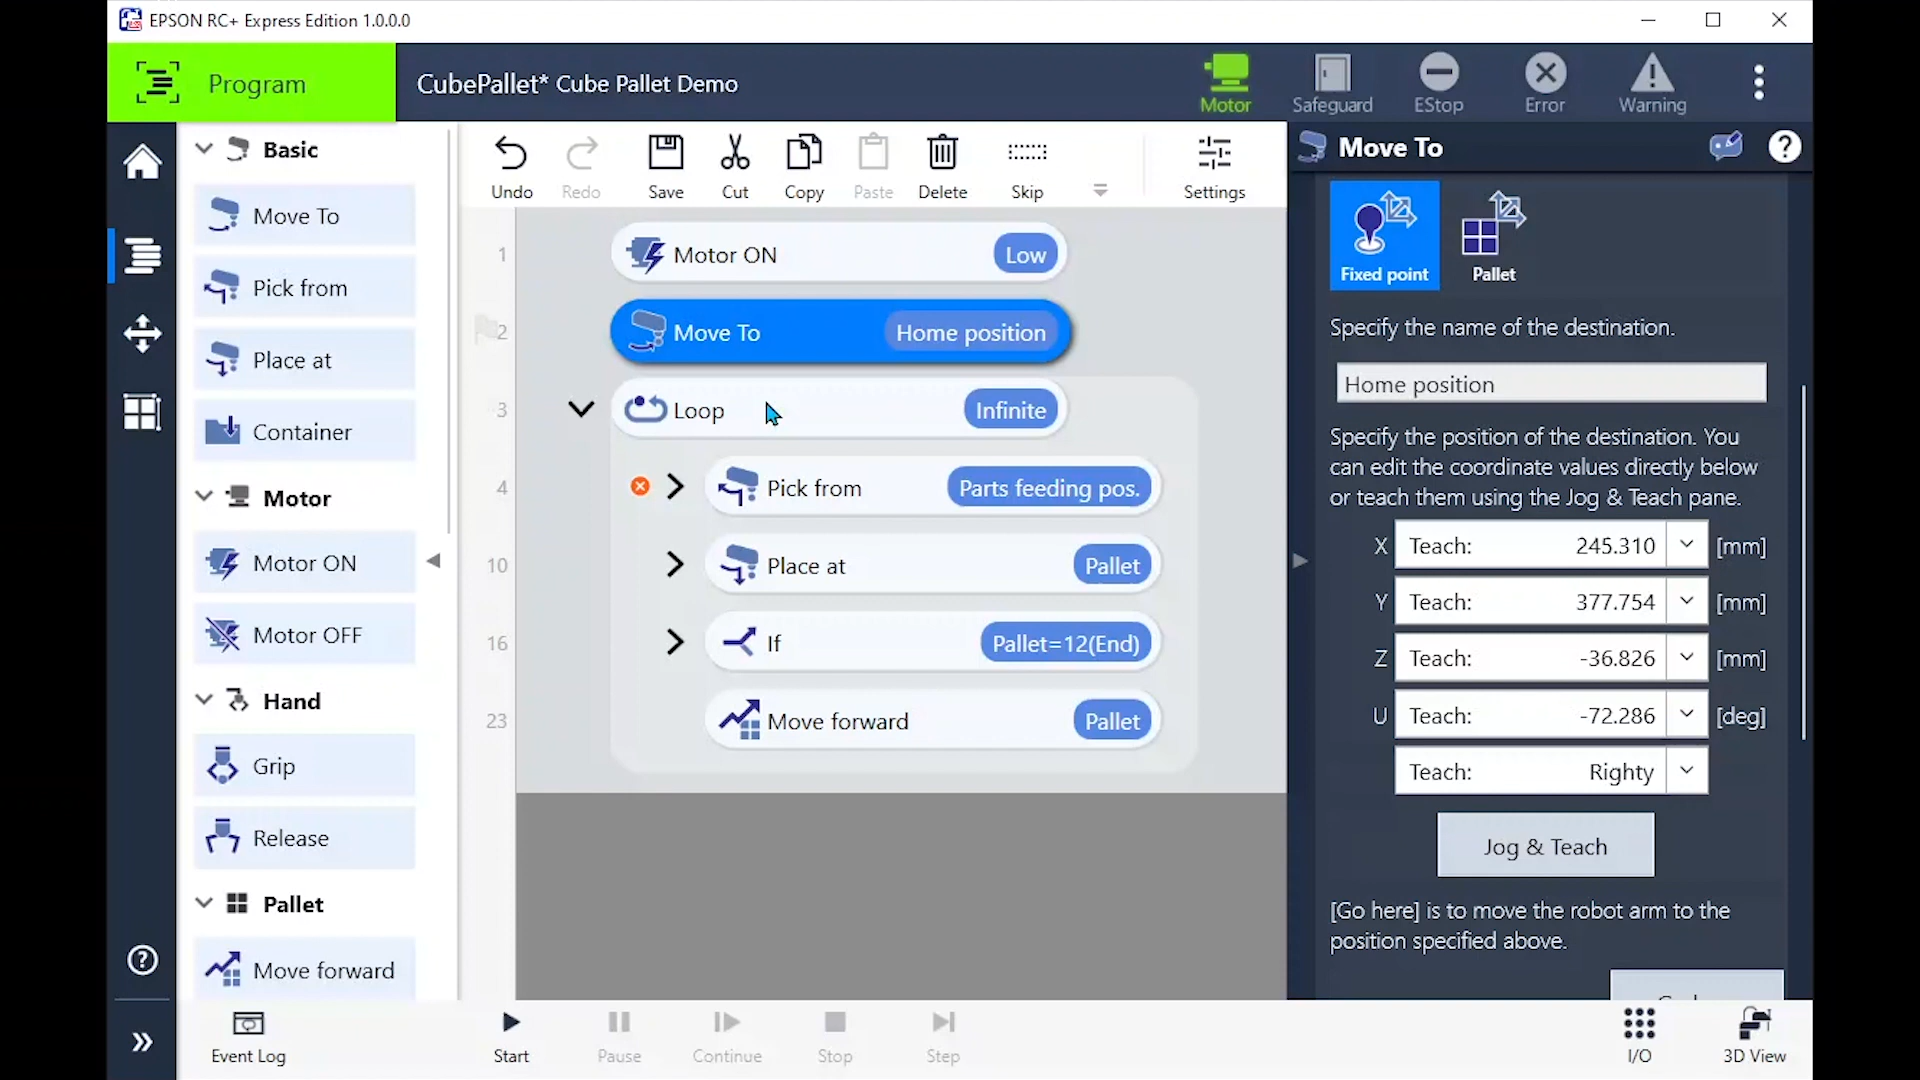 EPSON RC+ Express Edition 1.0.0.0
Program
CubePallet* Cube Pallet Demo
Motor
Safeguard
EStop
Error
Warning
Basic
Move To
Pick from
Place at
Container
Motor
Motor ON
Motor OFF
Hand
Grip
Release
Pallet
Move forward
Undo
Redo
Save
Cut
Copy
Paste
Delete
Skip
Settings
1 Motor ON Low
2 Move To Home position
3 Loop Infinite
4 Pick from Parts feeding pos.
10 Place at Pallet
16 If Pallet=12(End)
23 Move forward Pallet
Move To
Fixed point
Pallet
Specify the name of the destination.
Home position
Specify the position of the destination. You
can edit the coordinate values directly below
or teach them using the Jog & Teach pane.
X Teach: 245.310 [mm]
Y Teach: 377.754 [mm]
Z Teach: -36.826 [mm]
U Teach: -72.286 [deg]
Teach: Righty
Jog & Teach
[Go here] is to move the robot arm to the
position specified above.
Event Log
Start
Pause
Continue
Stop
Step
I/O
3D View